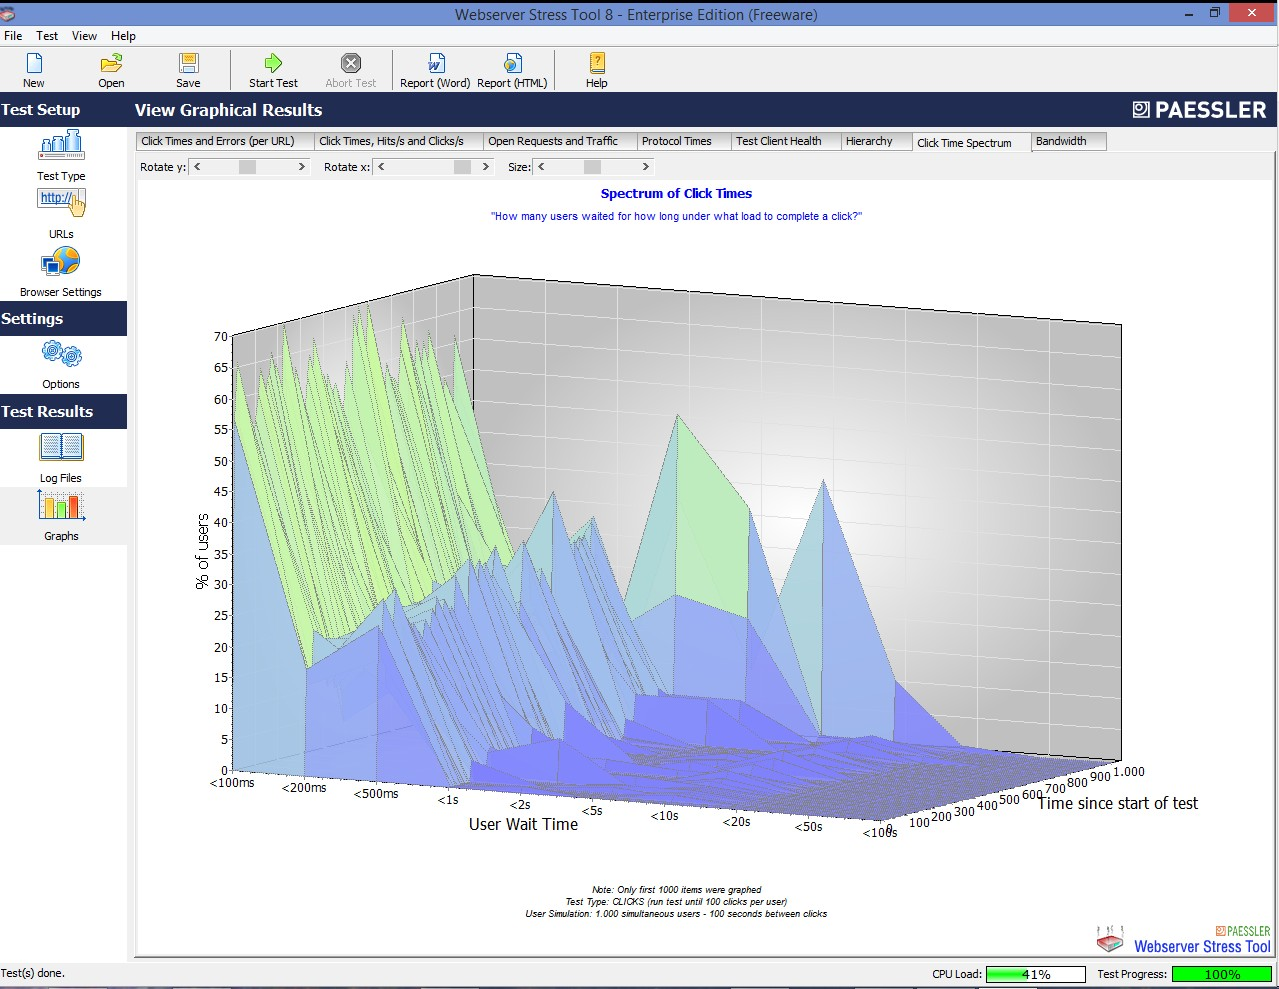 Webserver Stress Tool 8 - Enterprise Edition (Freeware)
File Test View Help
New Open Save Start Test Abort Test Report (Word) Report (HTML) Help
Test Setup
View Graphical Results
PAESSLER
Click Times and Errors (per URL) Click Times, Hits/s and Clicks/s Open Requests and Traffic Protocol Times Test Client Health Hierarchy Click Time Spectrum Bandwidth
Rotate y: Rotate x: Size:
Test Type
http://
URLs
Browser Settings
Settings
Options
Test Results
Log Files
Graphs
Spectrum of Click Times
"How many users waited for how long under what load to complete a click?"
70
65
60
55
50
45
40
35
30
25
20
15
10
5
0
% of users
<100ms
<200ms
<500ms
<1s
<2s
<5s
<10s
<20s
<50s
<100s
User Wait Time
0
100
200
300
400
500
600
700
800
900
1.000
Time since start of test
Note: Only first 1000 items were graphed
Test Type: CLICKS (run test until 100 clicks per user)
User Simulation: 1.000 simultaneous users - 100 seconds between clicks
PAESSLER
Webserver Stress Tool
Test(s) done.
CPU Load: 41% Test Progress: 100%